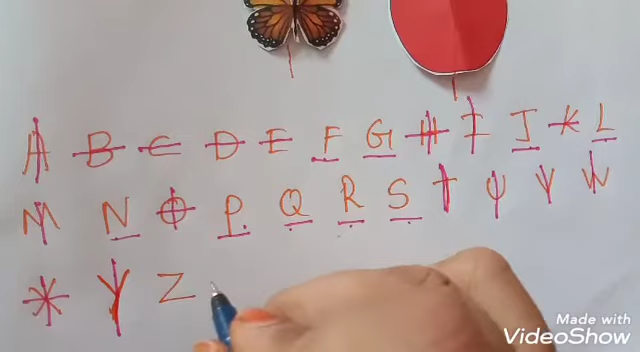 A B C D E F G H I J K L
M N O P Q R S T U V W
X Y Z
Made with
VideoShow